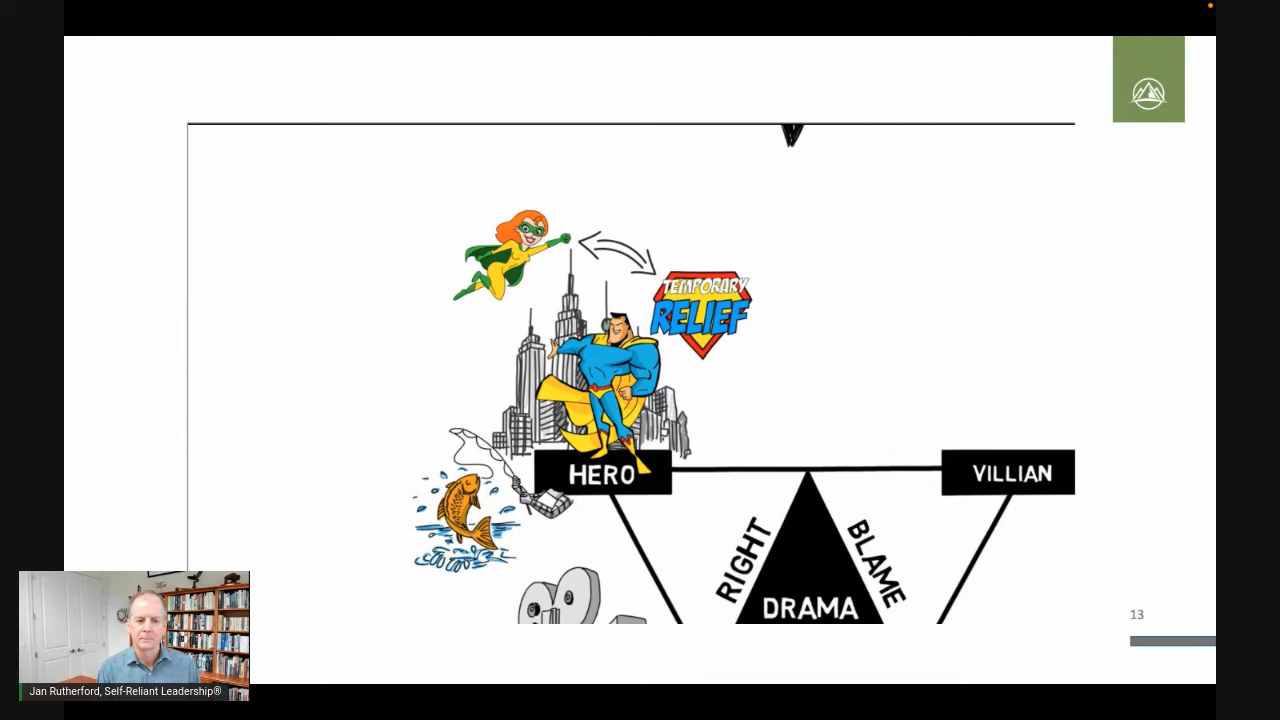 TEMPORARY
RELIEF
HERO
VILLIAN
RIGHT
BLAME
DRAMA
13
Jan Rutherford, Self-Reliant Leadership®